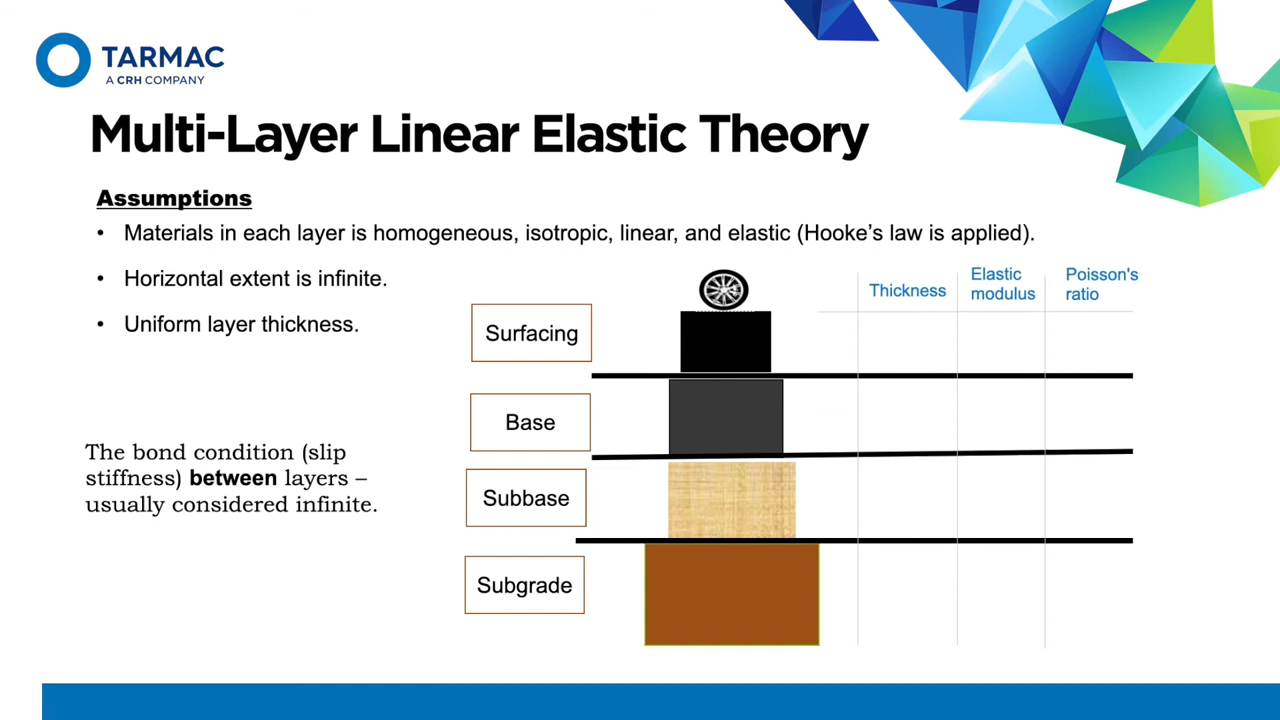 TARMAC
A CRH COMPANY
Multi-Layer Linear Elastic Theory
Assumptions
• Materials in each layer is homogeneous, isotropic, linear, and elastic (Hooke’s law is applied).
• Horizontal extent is infinite.
• Uniform layer thickness.
The bond condition (slip
stiffness) between layers –
usually considered infinite.
Thickness
Elastic
modulus
Poisson's
ratio
Surfacing
Base
Subbase
Subgrade